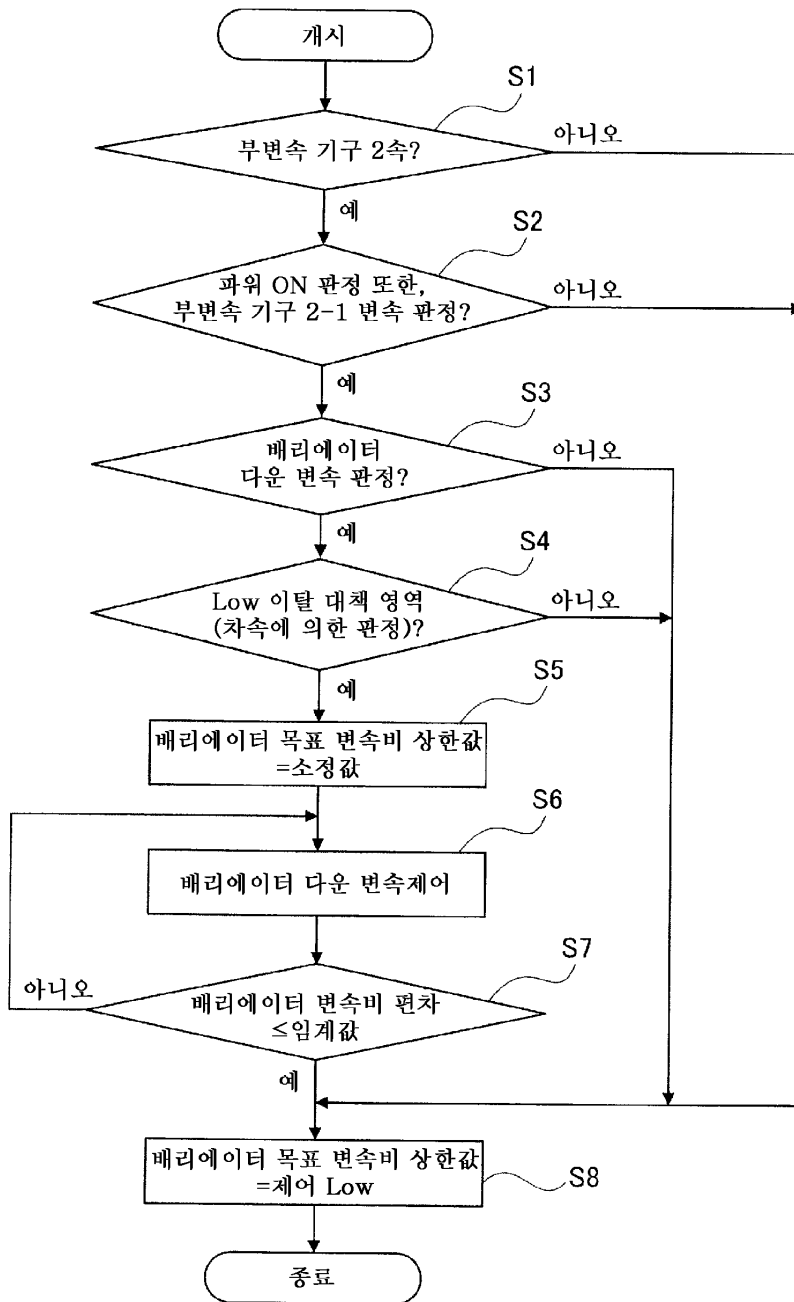 개시
S1
부변속 기구 2속?
아니오
예
S2
파워 ON 판정 또한,
부변속 기구 2-1 변속 판정?
아니오
예
S3
배리에이터
다운 변속 판정?
아니오
예
S4
Low 이탈 대책 영역
(차속에 의한 판정)?
아니오
예
S5
배리에이터 목표 변속비 상한값
=소정값
S6
배리에이터 다운 변속제어
S7
아니오
배리에이터 변속비 편차
≤임계값
예
배리에이터 목표 변속비 상한값
=제어 Low
S8
종료